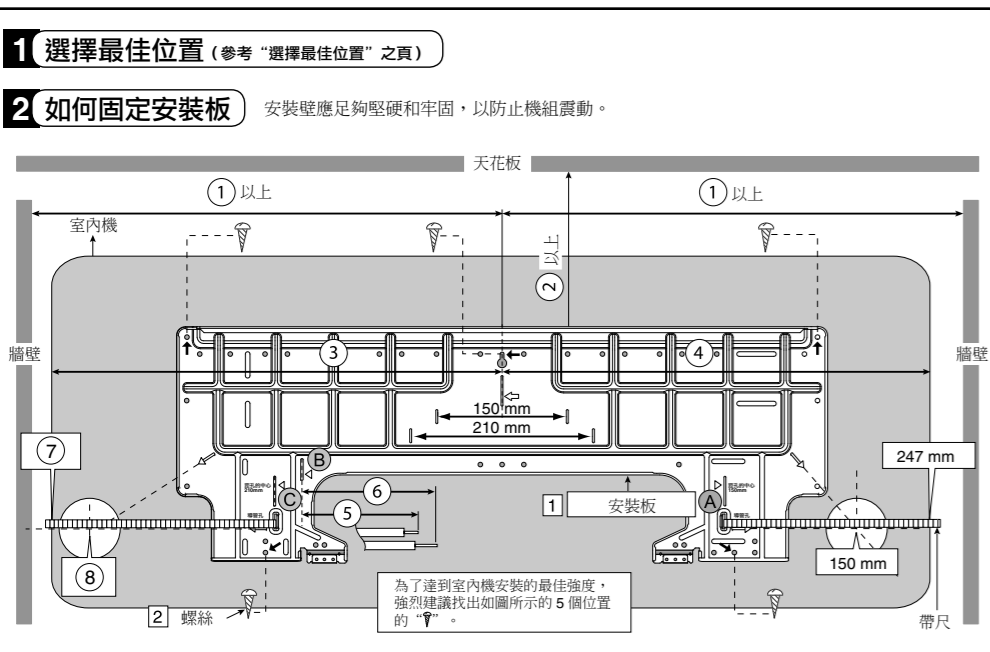 1 選擇最佳位置(參考“選擇最佳位置”之頁)
2 如何固定安裝板 安裝壁應足夠堅硬和牢固，以防止機組震動。
天花板
① 以上 ① 以上
室內機
② 以上
牆壁 ③ ④ 牆壁
150 mm
210 mm
⑦ B 247 mm
C ⑥ A
⑤ 1 安裝板
⑧ 150 mm
為了達到室內機安裝的最佳強度，
強烈建議找出如圖所示的 5 個位置
的“ ”。
2 螺絲 帶尺